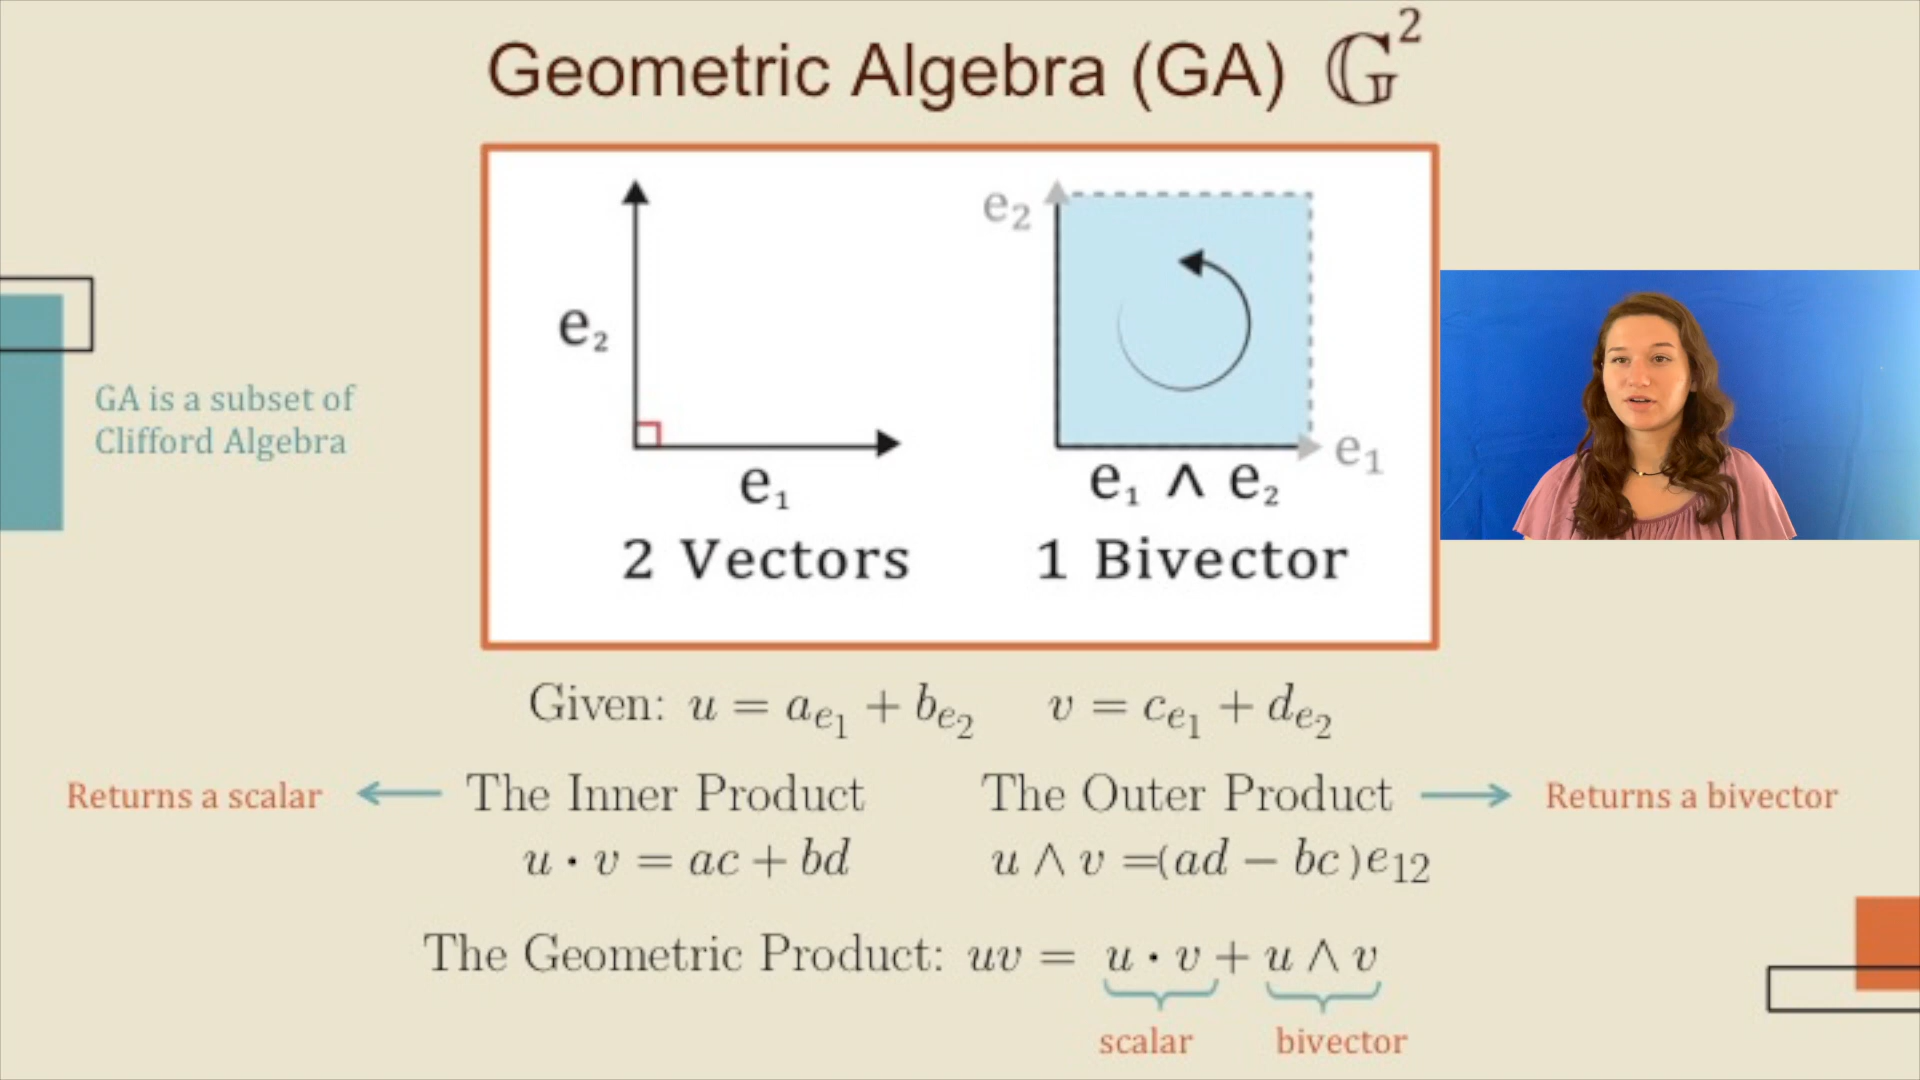 Geometric Algebra (GA) 𝔾²
e₂
e₁
2 Vectors
e₂
e₁
e₁ ∧ e₂
1 Bivector
GA is a subset of
Clifford Algebra
Given: u = a_{e₁} + b_{e₂} v = c_{e₁} + d_{e₂}
Returns a scalar
The Inner Product
u · v = ac + bd
The Outer Product
Returns a bivector
u ∧ v =(ad − bc)e₁₂
The Geometric Product: uv = u · v + u ∧ v
scalar
bivector